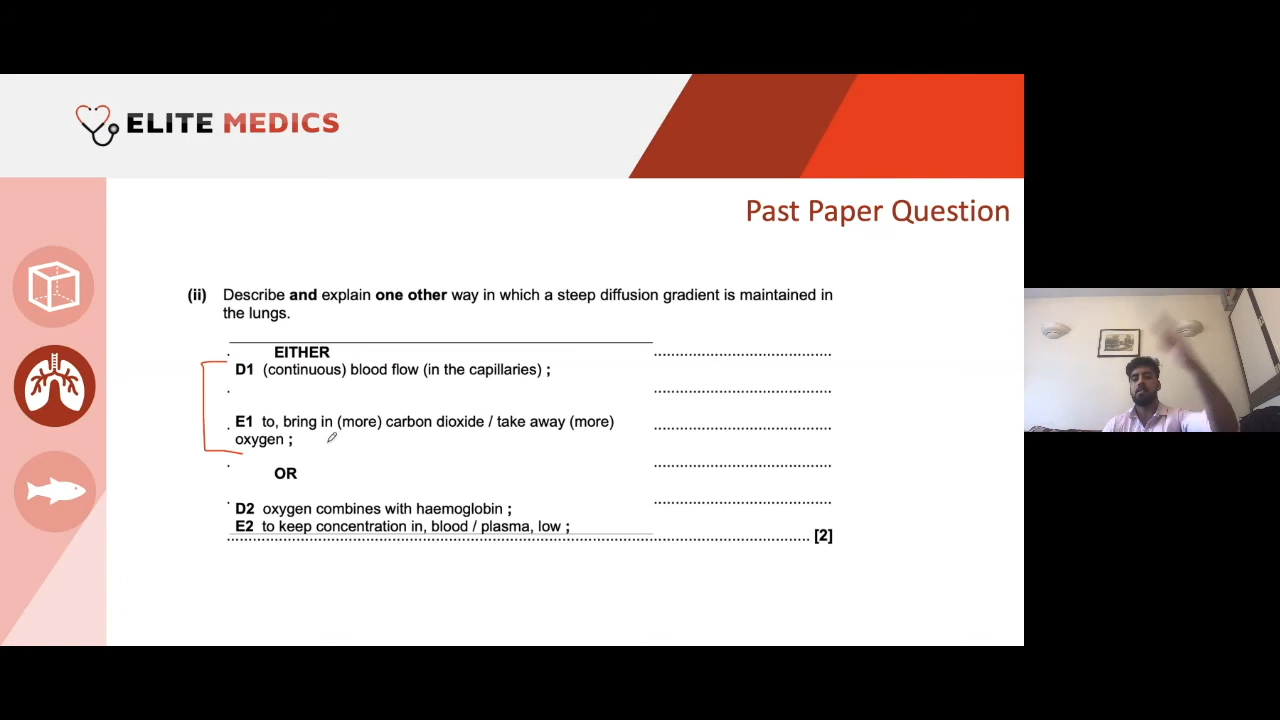 ELITE MEDICS
Past Paper Question
(ii) Describe and explain one other way in which a steep diffusion gradient is maintained in
the lungs.
EITHER
D1 (continuous) blood flow (in the capillaries) ;
E1 to, bring in (more) carbon dioxide / take away (more)
oxygen ;
OR
D2 oxygen combines with haemoglobin ;
E2 to keep concentration in, blood / plasma, low ;
[2]